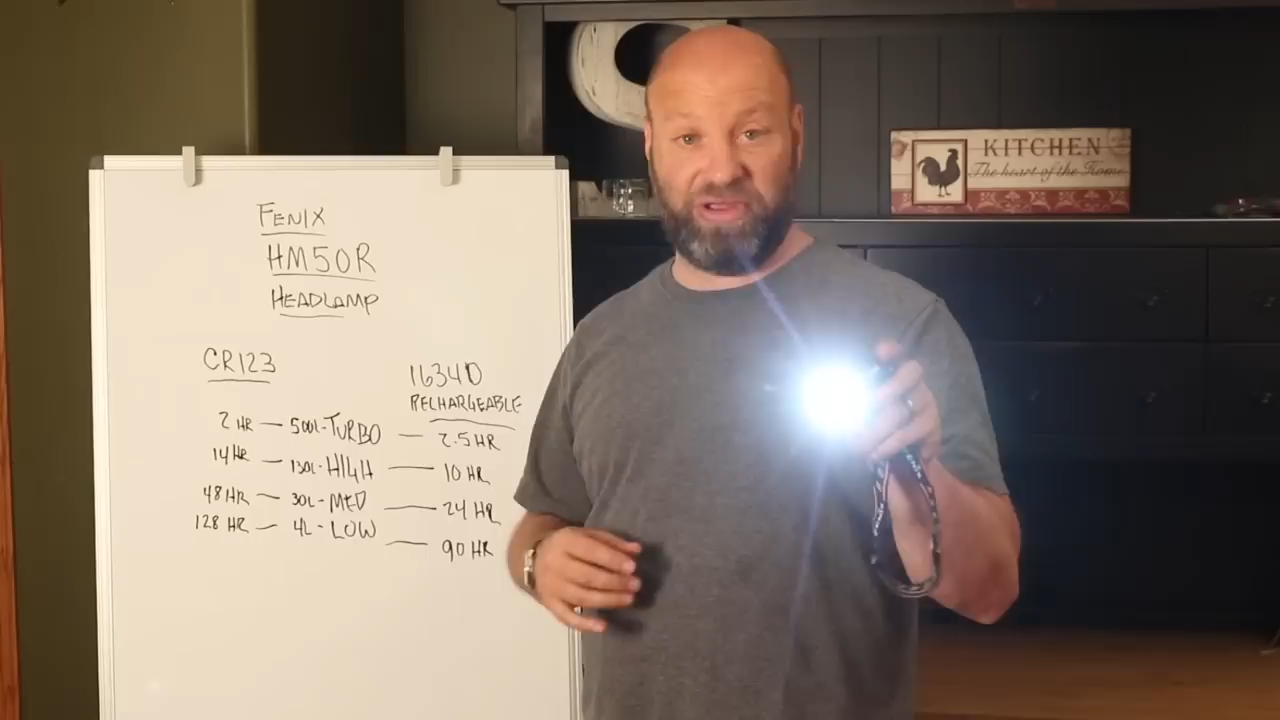 FENIX
HM50R
HEADLAMP
CR123
16340
RECHARGEABLE
2 HR — 500L-TURBO — 2.5 HR
14 HR — 130L-HIGH — 10 HR
48 HR — 30L-MED — 24 HR
128 HR — 4L-LOW — 90 HR
KITCHEN
The heart of the Home